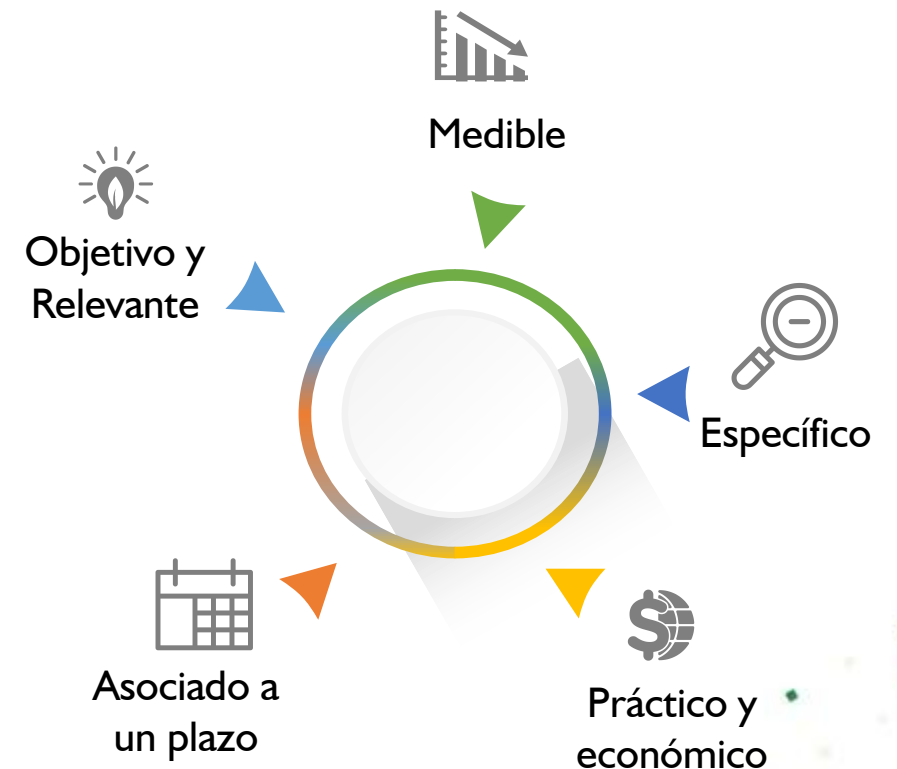 Medible
Objetivo y
Relevante
Específico
Asociado a
un plazo
Práctico y
económico